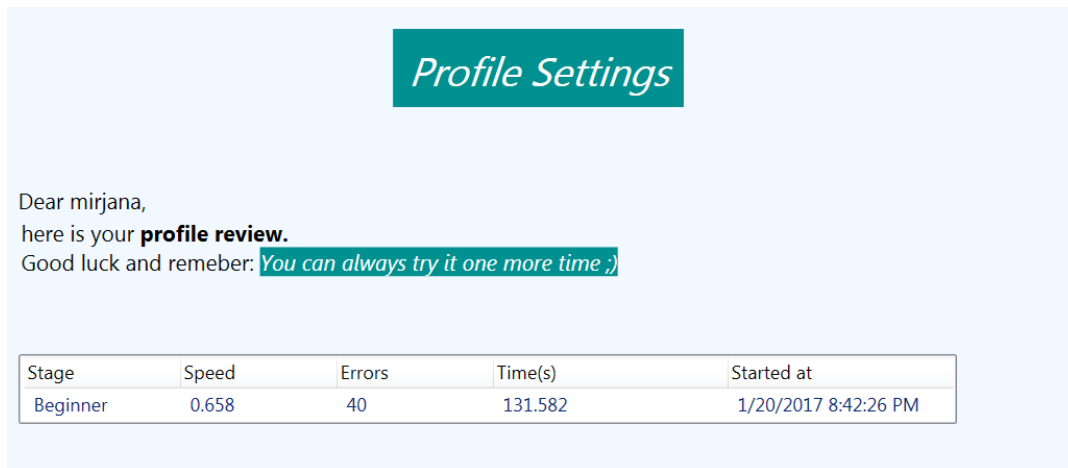 Profile Settings
Dear mirjana,
here is your profile review.
Good luck and remeber: You can always try it one more time ;)
Stage Speed Errors Time(s) Started at
Beginner 0.658 40 131.582 1/20/2017 8:42:26 PM